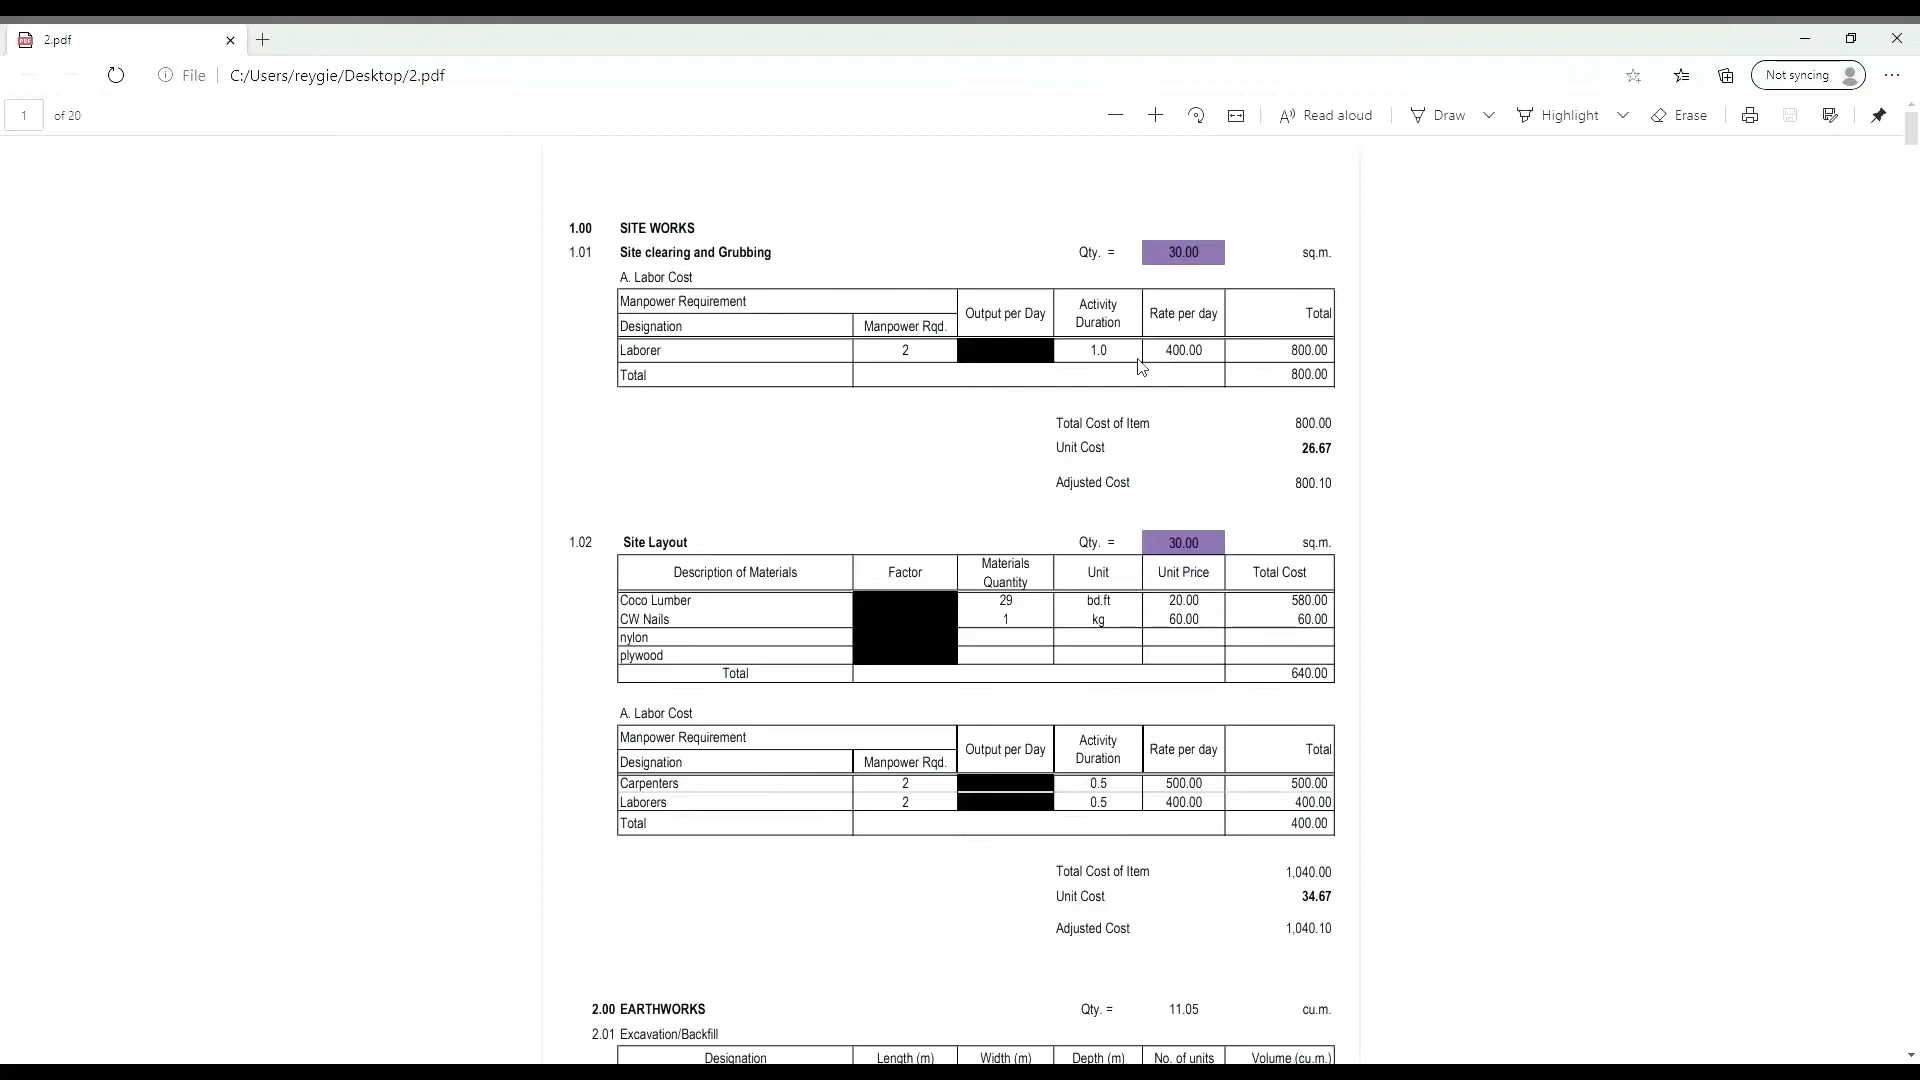 2.pdf
File C:/Users/reygie/Desktop/2.pdf Not syncing
1 of 20 Read aloud Draw Highlight Erase
1.00 SITE WORKS
1.01 Site clearing and Grubbing Qty. = 30.00 sq.m.
A. Labor Cost
Manpower Requirement Output per Day Activity Duration Rate per day Total
Designation Manpower Rqd.
Laborer 2 1.0 400.00 800.00
Total 800.00
Total Cost of Item 800.00
Unit Cost 26.67
Adjusted Cost 800.10
1.02 Site Layout Qty. = 30.00 sq.m.
Description of Materials Factor Materials Quantity Unit Unit Price Total Cost
Coco Lumber 29 bd.ft 20.00 580.00
CW Nails 1 kg 60.00 60.00
nylon
plywood
Total 640.00
A. Labor Cost
Manpower Requirement Output per Day Activity Duration Rate per day Total
Designation Manpower Rqd.
Carpenters 2 0.5 500.00 500.00
Laborers 2 0.5 400.00 400.00
Total 400.00
Total Cost of Item 1,040.00
Unit Cost 34.67
Adjusted Cost 1,040.10
2.00 EARTHWORKS Qty. = 11.05 cu.m.
2.01 Excavation/Backfill
Designation Length (m) Width (m) Depth (m) No. of units Volume (cu.m.)